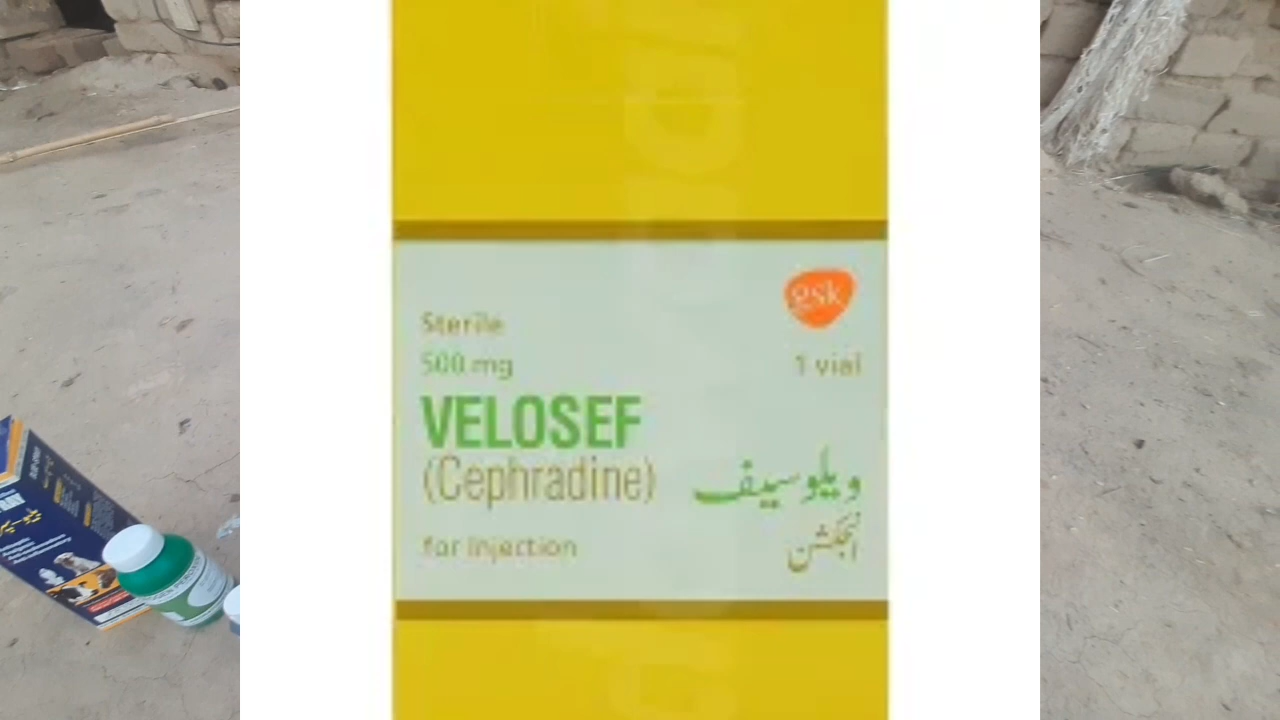 gsk
Sterile
500 mg
1 vial
VELOSEF
(Cephradine)
ویلوسیف
for Injection
انجکشن